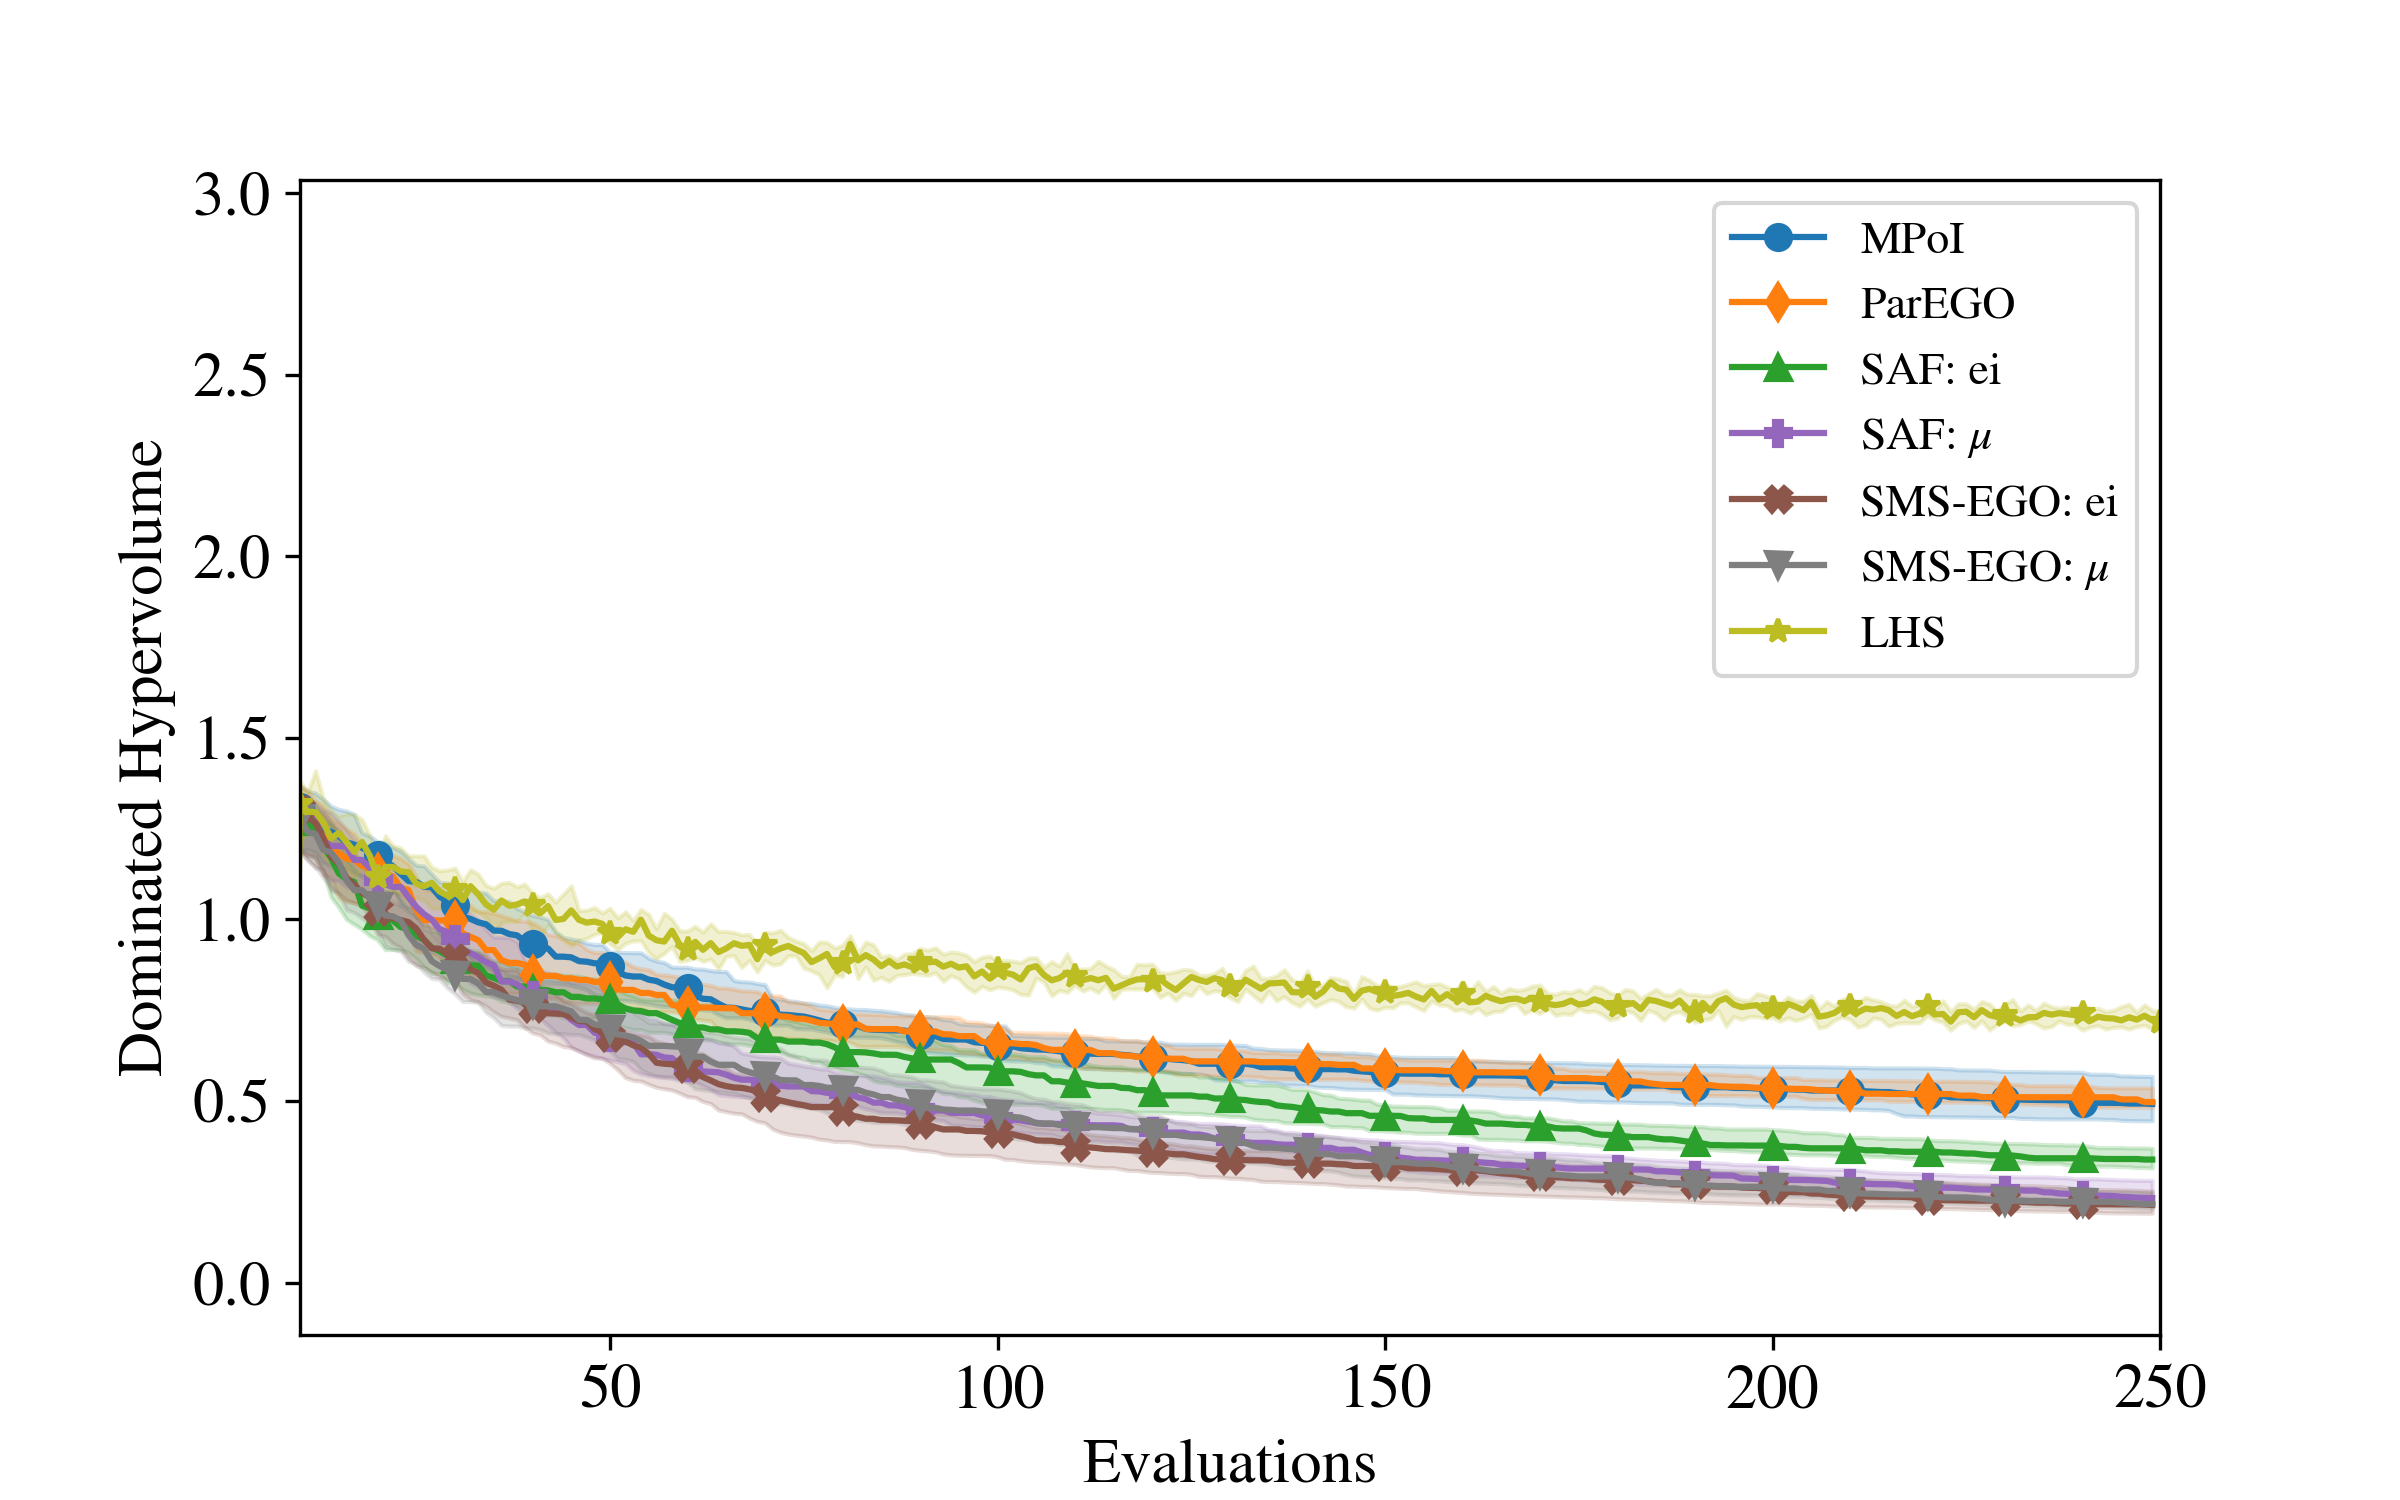 3.0
2.5
2.0
1.5
1.0
0.5
0.0
Dominated Hypervolume
MPoI
ParEGO
SAF: ei
SAF: μ
SMS-EGO: ei
SMS-EGO: μ
LHS
50 100 150 200 250
Evaluations